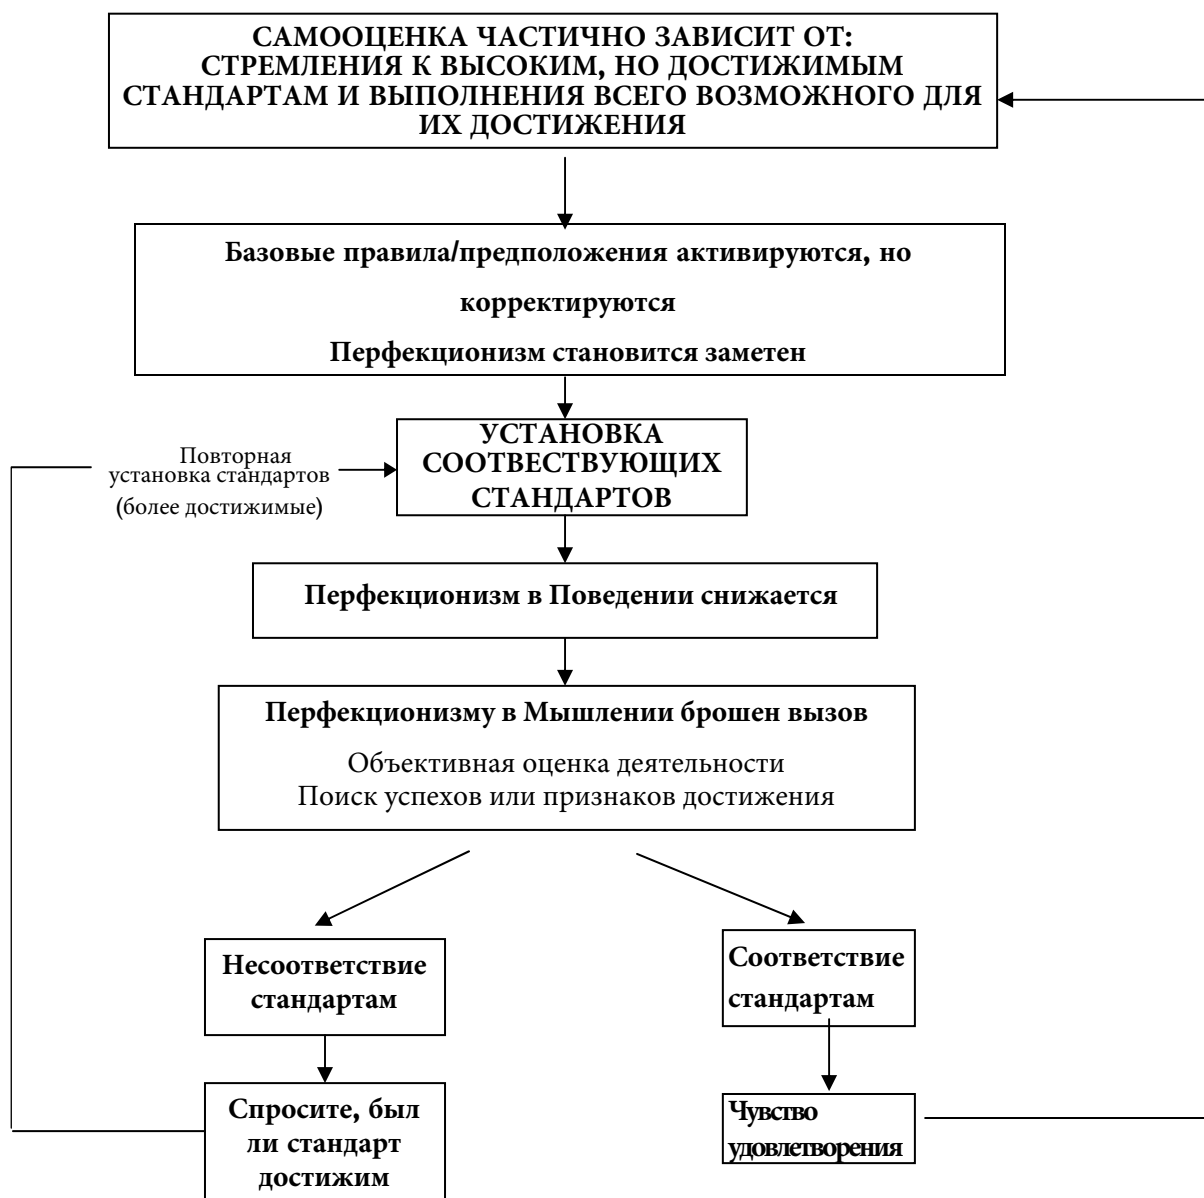 САМООЦЕНКА ЧАСТИЧНО ЗАВИСИТ ОТ:
СТРЕМЛЕНИЯ К ВЫСОКИМ, НО ДОСТИЖИМЫМ
СТАНДАРТАМ И ВЫПОЛНЕНИЯ ВСЕГО ВОЗМОЖНОГО ДЛЯ
ИХ ДОСТИЖЕНИЯ
Базовые правила/предположения активируются, но
корректируются
Перфекционизм становится заметен
УСТАНОВКА
СООТВЕСТВУЮЩИХ
СТАНДАРТОВ
Повторная
установка стандартов
(более достижимые)
Перфекционизм в Поведении снижается
Перфекционизму в Мышлении брошен вызов
Объективная оценка деятельности
Поиск успехов или признаков достижения
Несоответствие
стандартам
Соответствие
стандартам
Спросите, был
ли стандарт
достижим
Чувство
удовлетворения